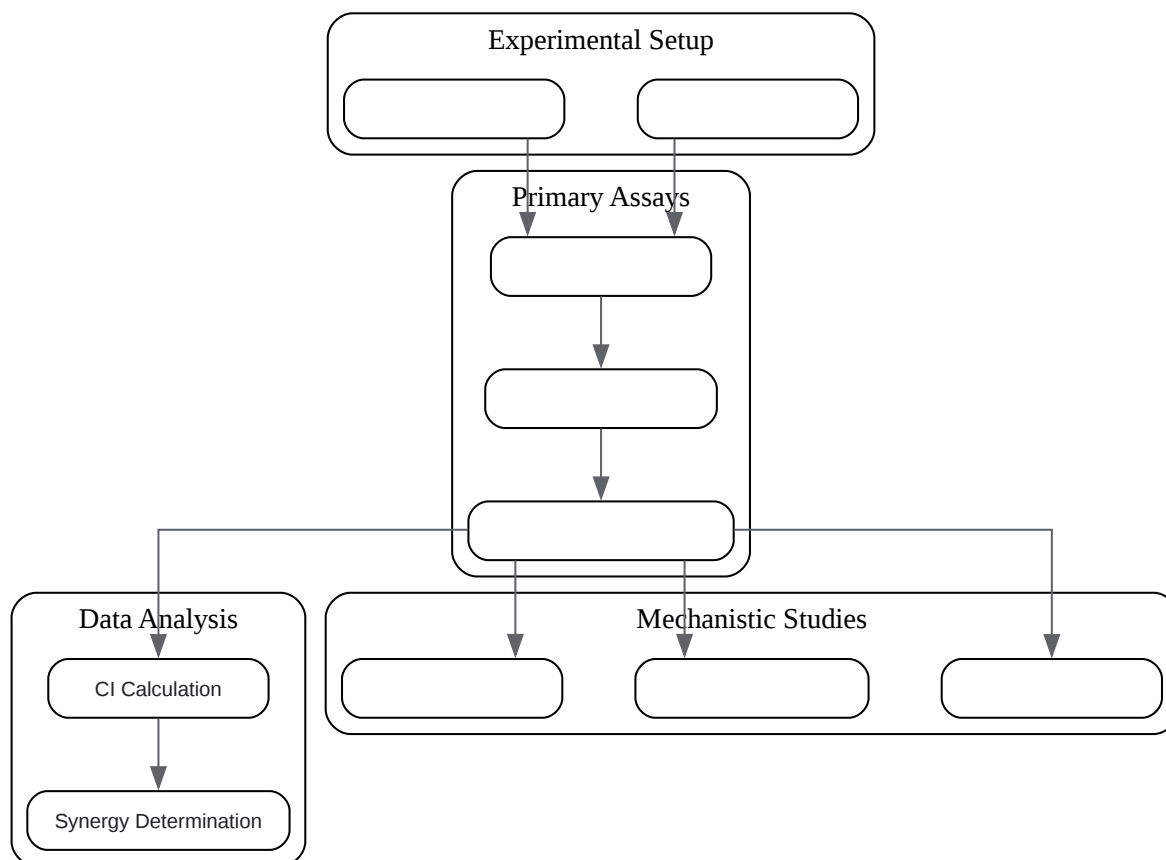 Experimental Setup
Primary Assays
Data Analysis
Mechanistic Studies
CI Calculation
Synergy Determination